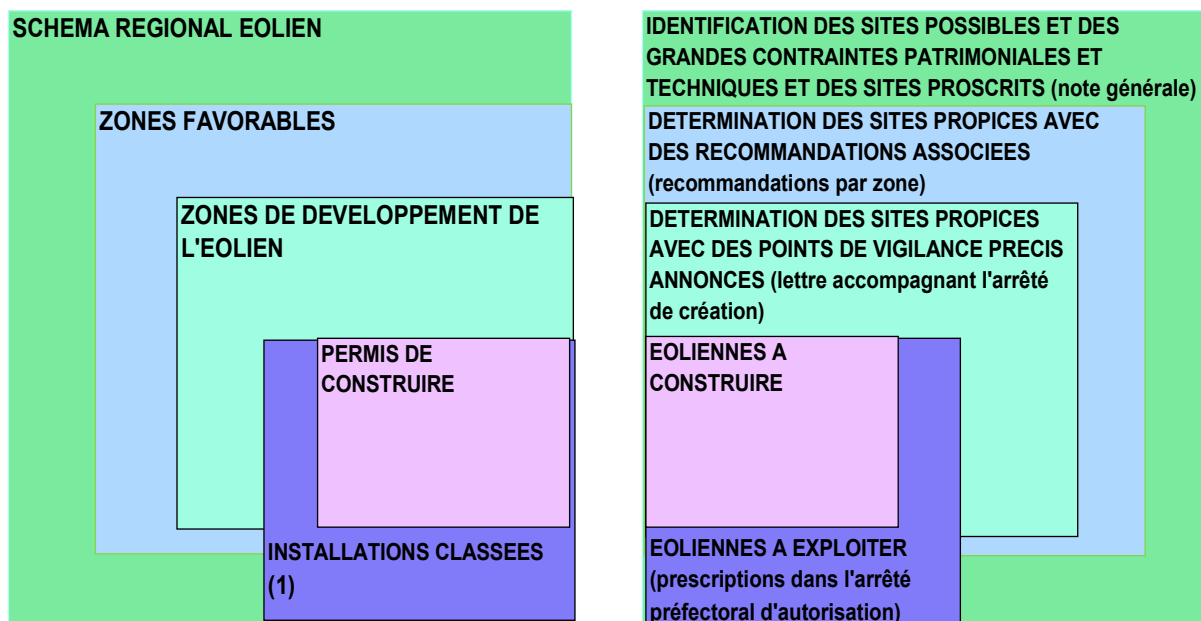 SCHEMA REGIONAL EOLIEN
ZONES FAVORABLES
ZONES DE DEVELOPPEMENT DE
L'EOLIEN
PERMIS DE
CONSTRUIRE
INSTALLATIONS CLASSEES
(1)
IDENTIFICATION DES SITES POSSIBLES ET DES
GRANDES CONTRAINTES PATRIMONIALES ET
TECHNIQUES ET DES SITES PROSCRITS (note générale)
DETERMINATION DES SITES PROPICES AVEC
DES RECOMMANDATIONS ASSOCIEES
(recommandations par zone)
DETERMINATION DES SITES PROPICES
AVEC DES POINTS DE VIGILANCE PRECIS
ANNONCES (lettre accompagnant l'arrêté
de création)
EOLIENNES A
CONSTRUIRE
EOLIENNES A EXPLOITER
(prescriptions dans l'arrêté
préfectoral d'autorisation)